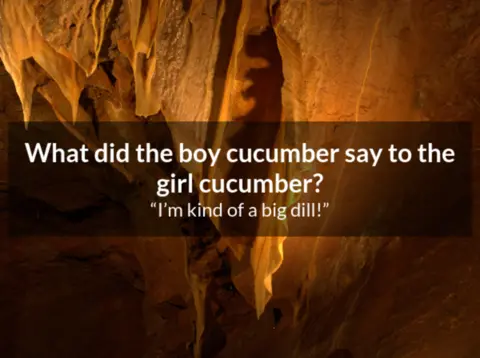 What did the boy cucumber say to the
girl cucumber?
“I’m kind of a big dill!”